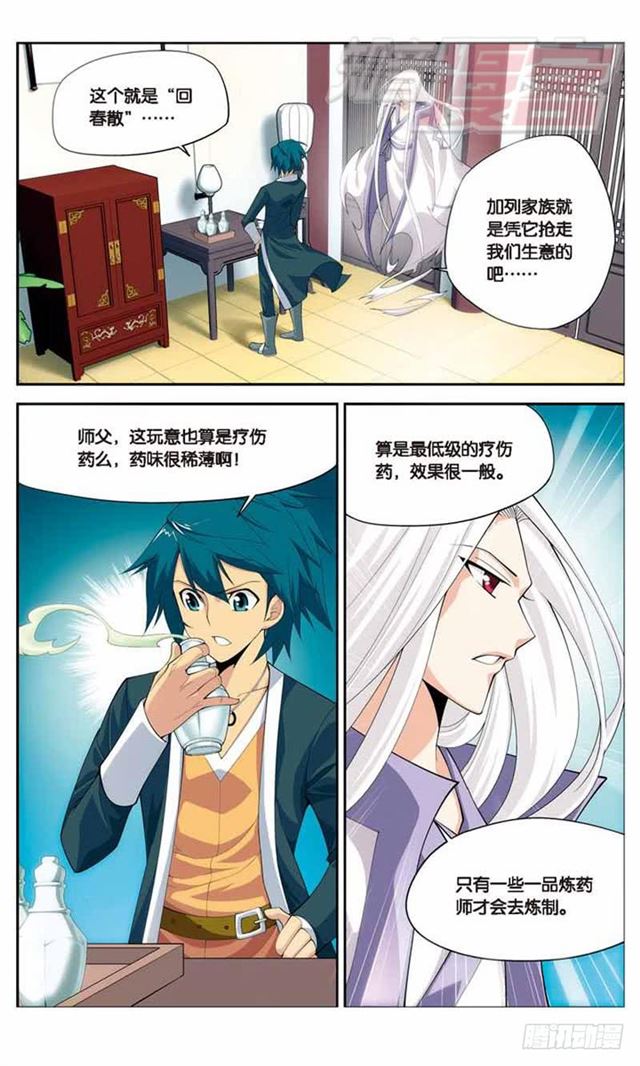 这个就是“回
春散”……
加列家族就
是凭它抢走
我们生意的
吧……
师父，这玩意也算是疗伤
药么，药味很稀薄啊！
算是最低级的疗伤
药，效果很一般。
只有一些一品炼药
师才会去炼制。
腾讯动漫